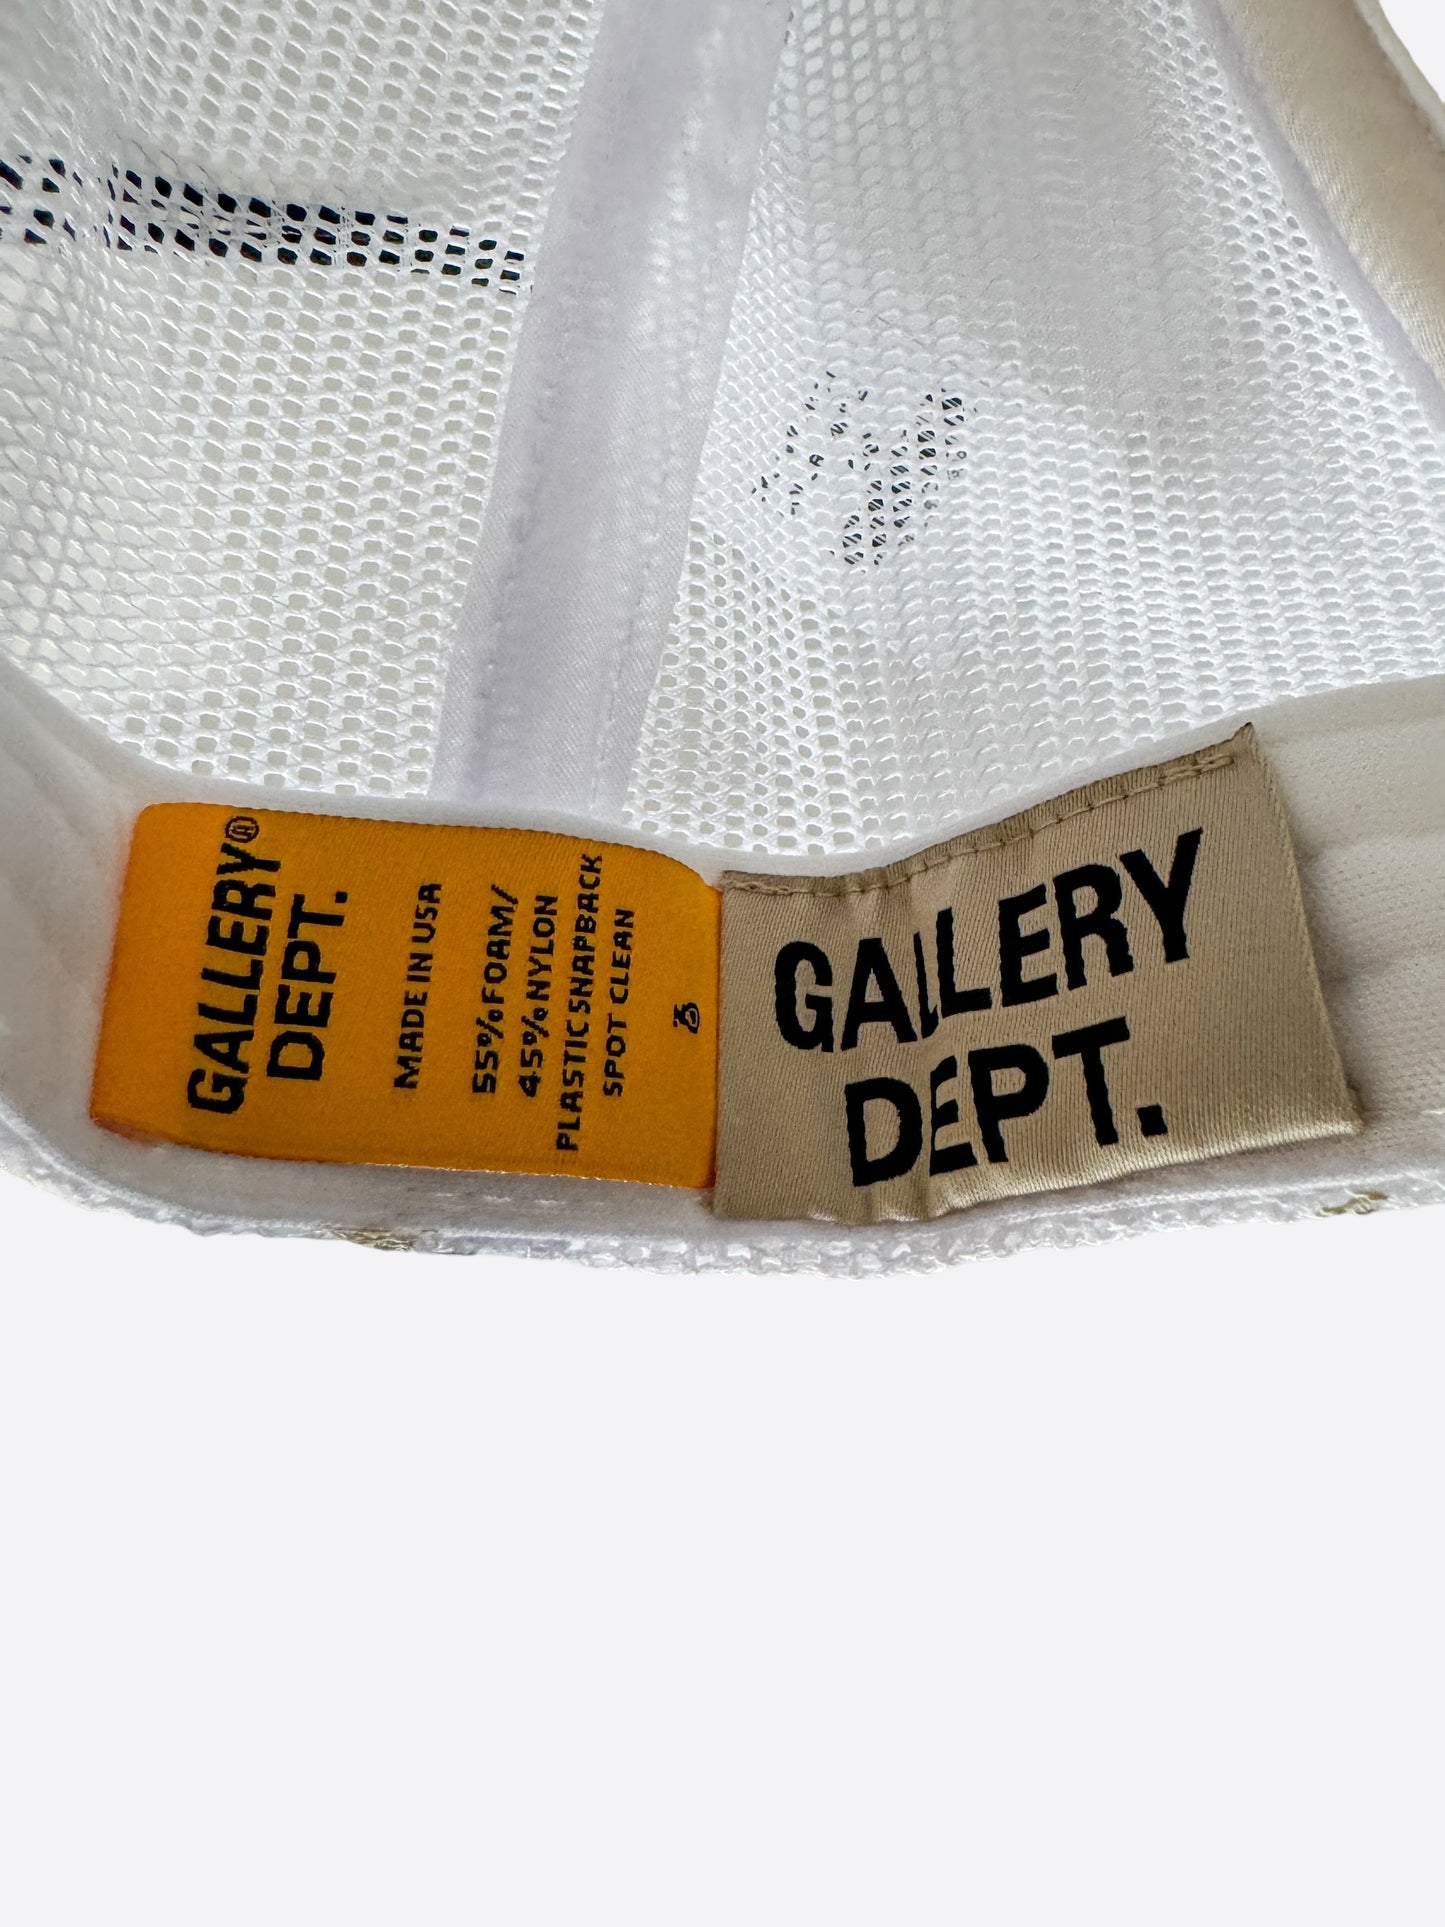 GALLERY®
DEPT.
MADE IN USA
55% FOAM/
45% NYLON
PLASTIC SNAPBACK
SPOT CLEAN
GALLERY
DEPT.